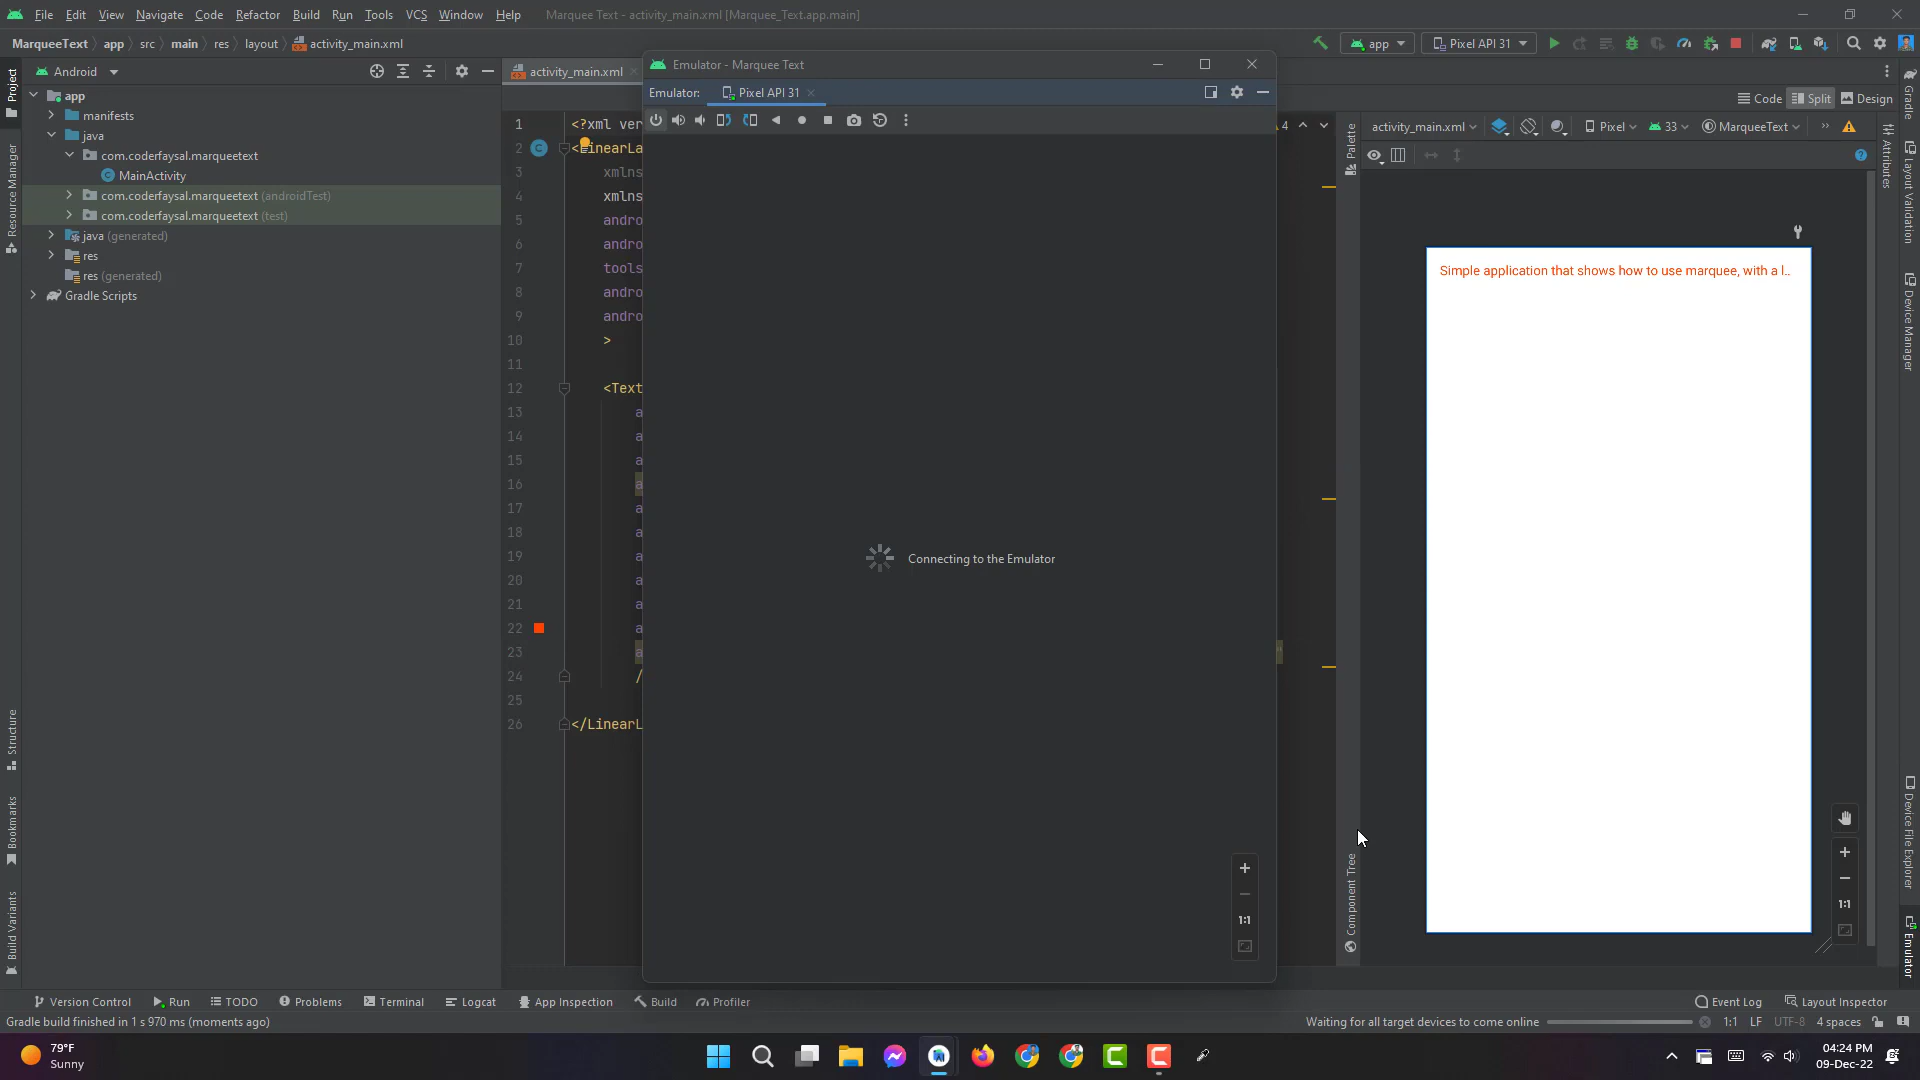 File Edit View Navigate Code Refactor Build Run Tools VCS Window Help Marquee Text - activity_main.xml [Marquee_Text.app.main]
MarqueeText app src main res layout activity_main.xml app Pixel API 31
Project
Android
activity_main.xml
Emulator - Marquee Text
Emulator: Pixel API 31
Code Split Design
activity_main.xml Pixel 33 MarqueeText
app
manifests
java
com.coderfaysal.marqueetext
MainActivity
com.coderfaysal.marqueetext (androidTest)
com.coderfaysal.marqueetext (test)
java (generated)
res
res (generated)
Gradle Scripts
Resource Manager
Structure
Bookmarks
Build Variants
1 <?xml ver
2 <LinearLa
3 xmlns
4 xmlns
5 andro
6 andro
7 tools
8 andro
9 andro
10 >
11
12 <Text
13 a
14 a
15 a
16 a
17 a
18 a
19 a
20 a
21 a
22 a
23 a
24 /
25
26 </LinearL
4
Connecting to the Emulator
1:1
Palette
Component Tree
Simple application that shows how to use marquee, with a l..
1:1
Attributes
Gradle
Layout Validation
Device Manager
Device File Explorer
Emulator
Version Control Run TODO Problems Terminal Logcat App Inspection Build Profiler Event Log Layout Inspector
Gradle build finished in 1 s 970 ms (moments ago) Waiting for all target devices to come online 1:1 LF UTF-8 4 spaces
79°F
Sunny
04:24 PM
09-Dec-22